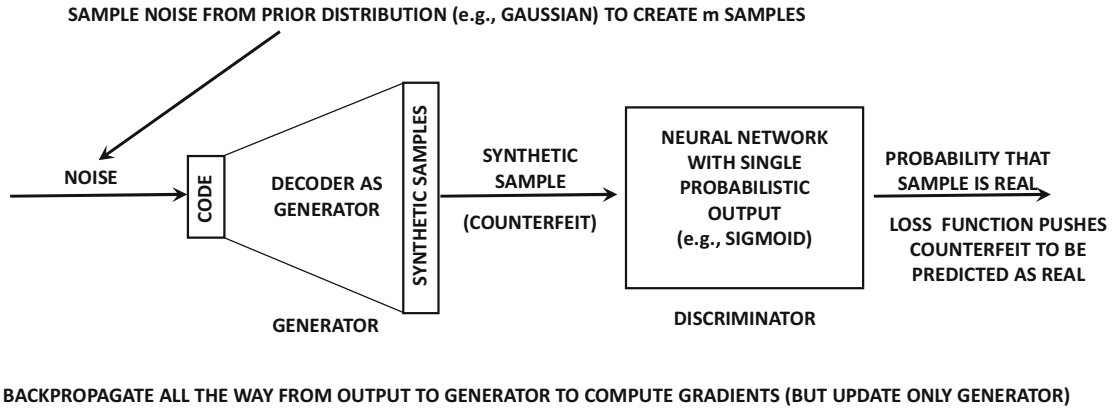 SAMPLE NOISE FROM PRIOR DISTRIBUTION (e.g., GAUSSIAN) TO CREATE m SAMPLES
NOISE
CODE
DECODER AS
GENERATOR
SYNTHETIC SAMPLES
GENERATOR
SYNTHETIC
SAMPLE
(COUNTERFEIT)
NEURAL NETWORK
WITH SINGLE
PROBABILISTIC
OUTPUT
(e.g., SIGMOID)
DISCRIMINATOR
PROBABILITY THAT
SAMPLE IS REAL
LOSS FUNCTION PUSHES
COUNTERFEIT TO BE
PREDICTED AS REAL
BACKPROPAGATE ALL THE WAY FROM OUTPUT TO GENERATOR TO COMPUTE GRADIENTS (BUT UPDATE ONLY GENERATOR)